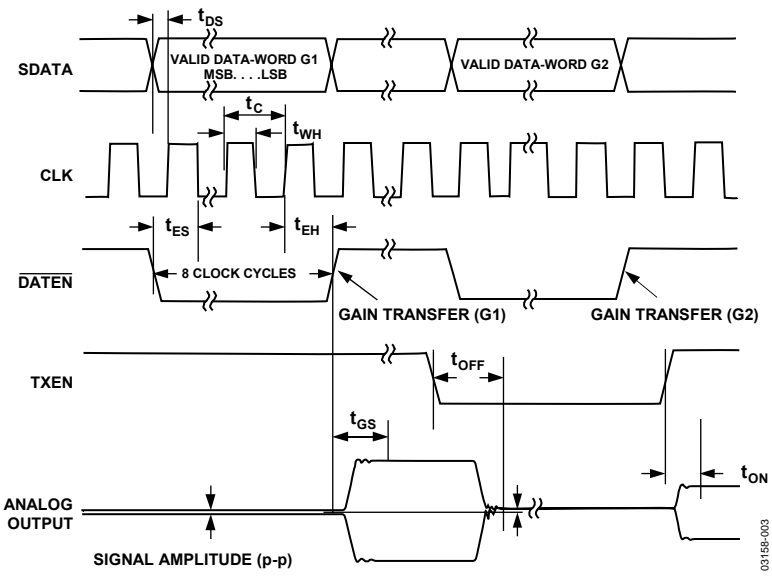 tDS
SDATA
VALID DATA-WORD G1
MSB. . . .LSB
VALID DATA-WORD G2
tC
tWH
CLK
tES
tEH
DATEN
8 CLOCK CYCLES
GAIN TRANSFER (G1)
GAIN TRANSFER (G2)
TXEN
tOFF
tGS
tON
ANALOG
OUTPUT
SIGNAL AMPLITUDE (p-p)
03158-003